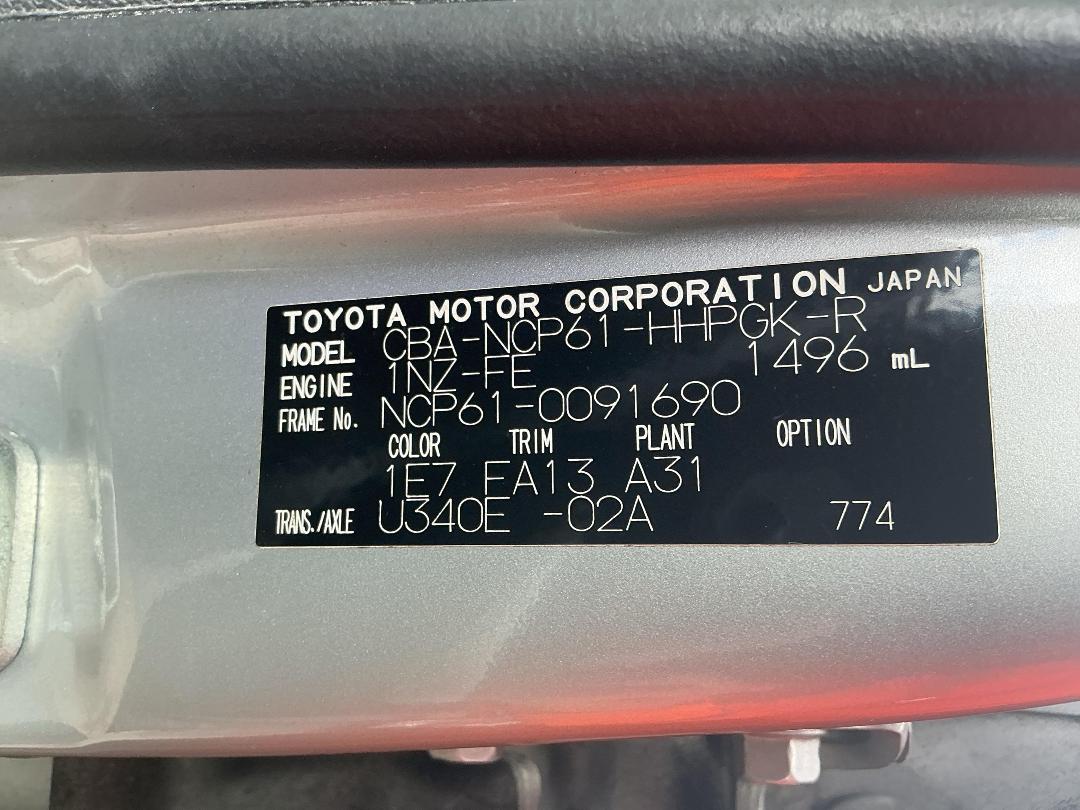 TOYOTA MOTOR CORPORATION JAPAN
MODEL CBA-NCP61-HHPGK-R
ENGINE 1NZ-FE 1496 mL
FRAME No. NCP61-0091690
COLOR TRIM PLANT OPTION
1E7 EA13 A31
TRANS./AXLE U340E -02A 774